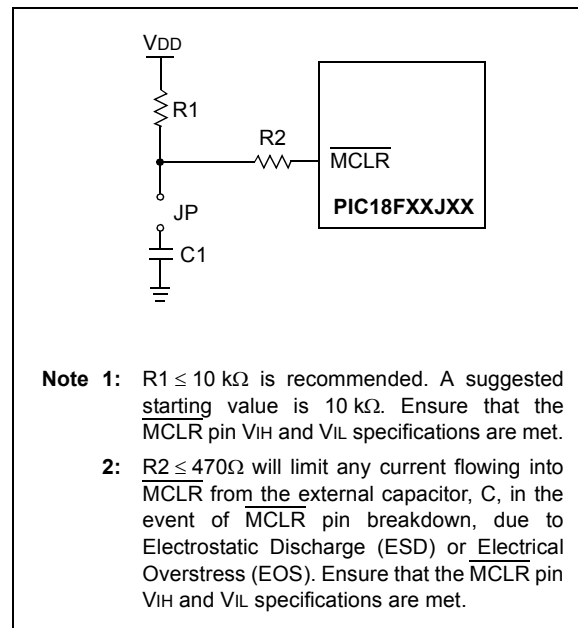 VDD
R1
R2
MCLR
PIC18FXXJXX
JP
C1
Note 1: R1 ≤ 10 kΩ is recommended. A suggested
starting value is 10 kΩ. Ensure that the
MCLR pin VIH and VIL specifications are met.
2: R2 ≤ 470Ω will limit any current flowing into
MCLR from the external capacitor, C, in the
event of MCLR pin breakdown, due to
Electrostatic Discharge (ESD) or Electrical
Overstress (EOS). Ensure that the MCLR pin
VIH and VIL specifications are met.